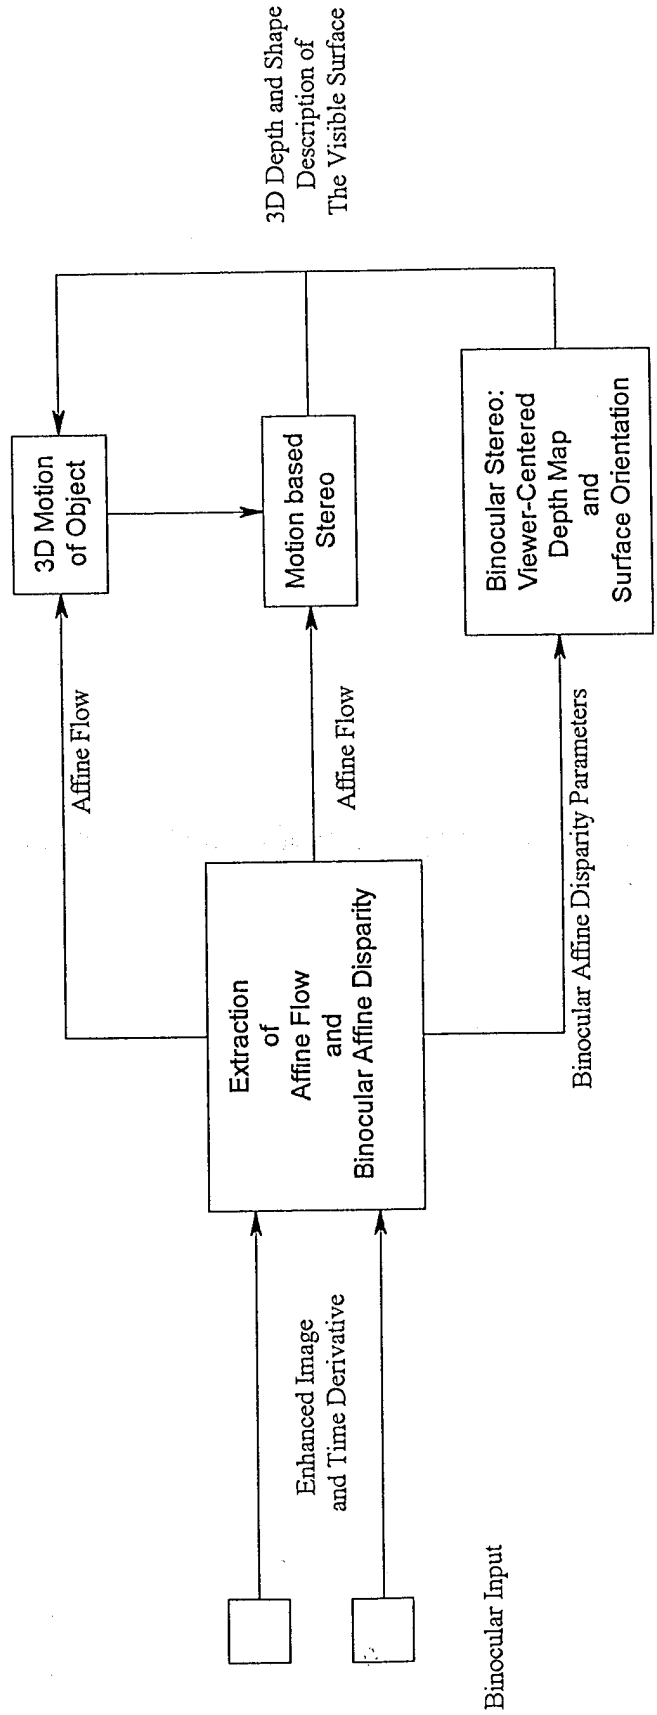 Binocular Input
Enhanced Image
and Time Derivative
Extraction
of
Affine Flow
and
Binocular Affine Disparity
Affine Flow
Affine Flow
Binocular Affine Disparity Parameters
3D Motion
of Object
Motion based
Stereo
Binocular Stereo:
Viewer-Centered
Depth Map
and
Surface Orientation
3D Depth and Shape
Description of
The Visible Surface